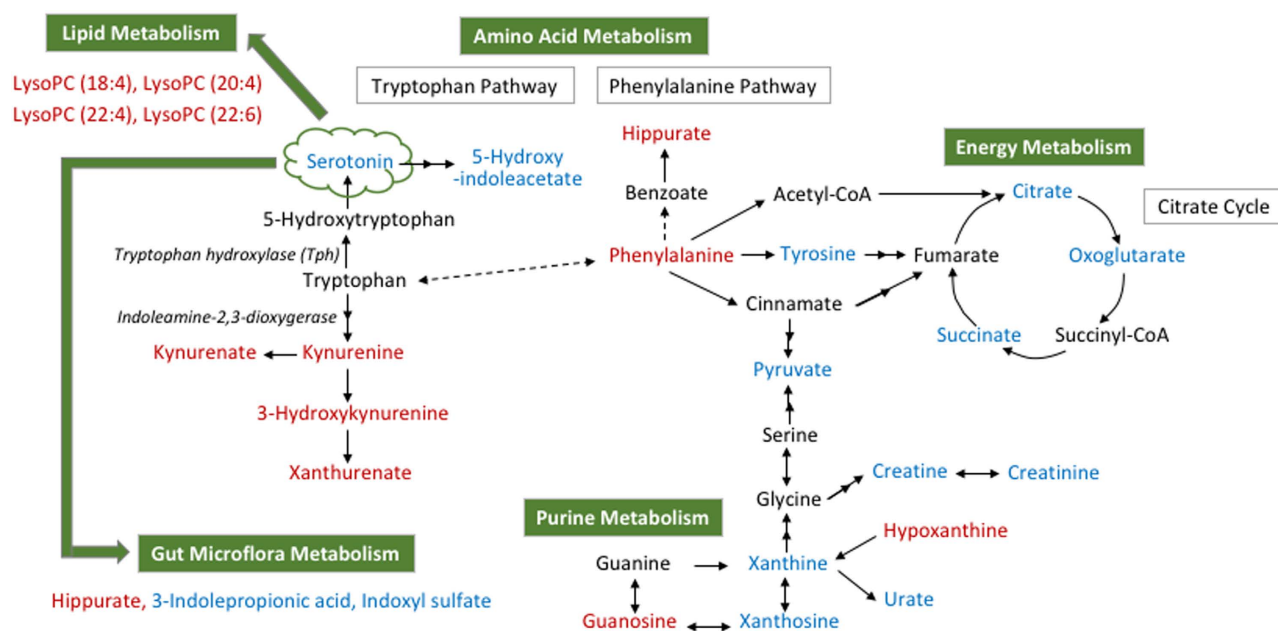 Lipid Metabolism
LysoPC (18:4), LysoPC (20:4)
LysoPC (22:4), LysoPC (22:6)
Amino Acid Metabolism
Tryptophan Pathway
Phenylalanine Pathway
Serotonin
5-Hydroxy
-indoleacetate
5-Hydroxytryptophan
Tryptophan hydroxylase (Tph)
Tryptophan
Indoleamine-2,3-dioxygerase
Kynurenate
Kynurenine
3-Hydroxykynurenine
Xanthurenate
Hippurate
Benzoate
Phenylalanine
Acetyl-CoA
Tyrosine
Fumarate
Cinnamate
Pyruvate
Serine
Glycine
Creatine
Creatinine
Energy Metabolism
Citrate Cycle
Citrate
Oxoglutarate
Succinyl-CoA
Succinate
Purine Metabolism
Hypoxanthine
Guanine
Xanthine
Urate
Guanosine
Xanthosine
Gut Microflora Metabolism
Hippurate, 3-Indolepropionic acid, Indoxyl sulfate